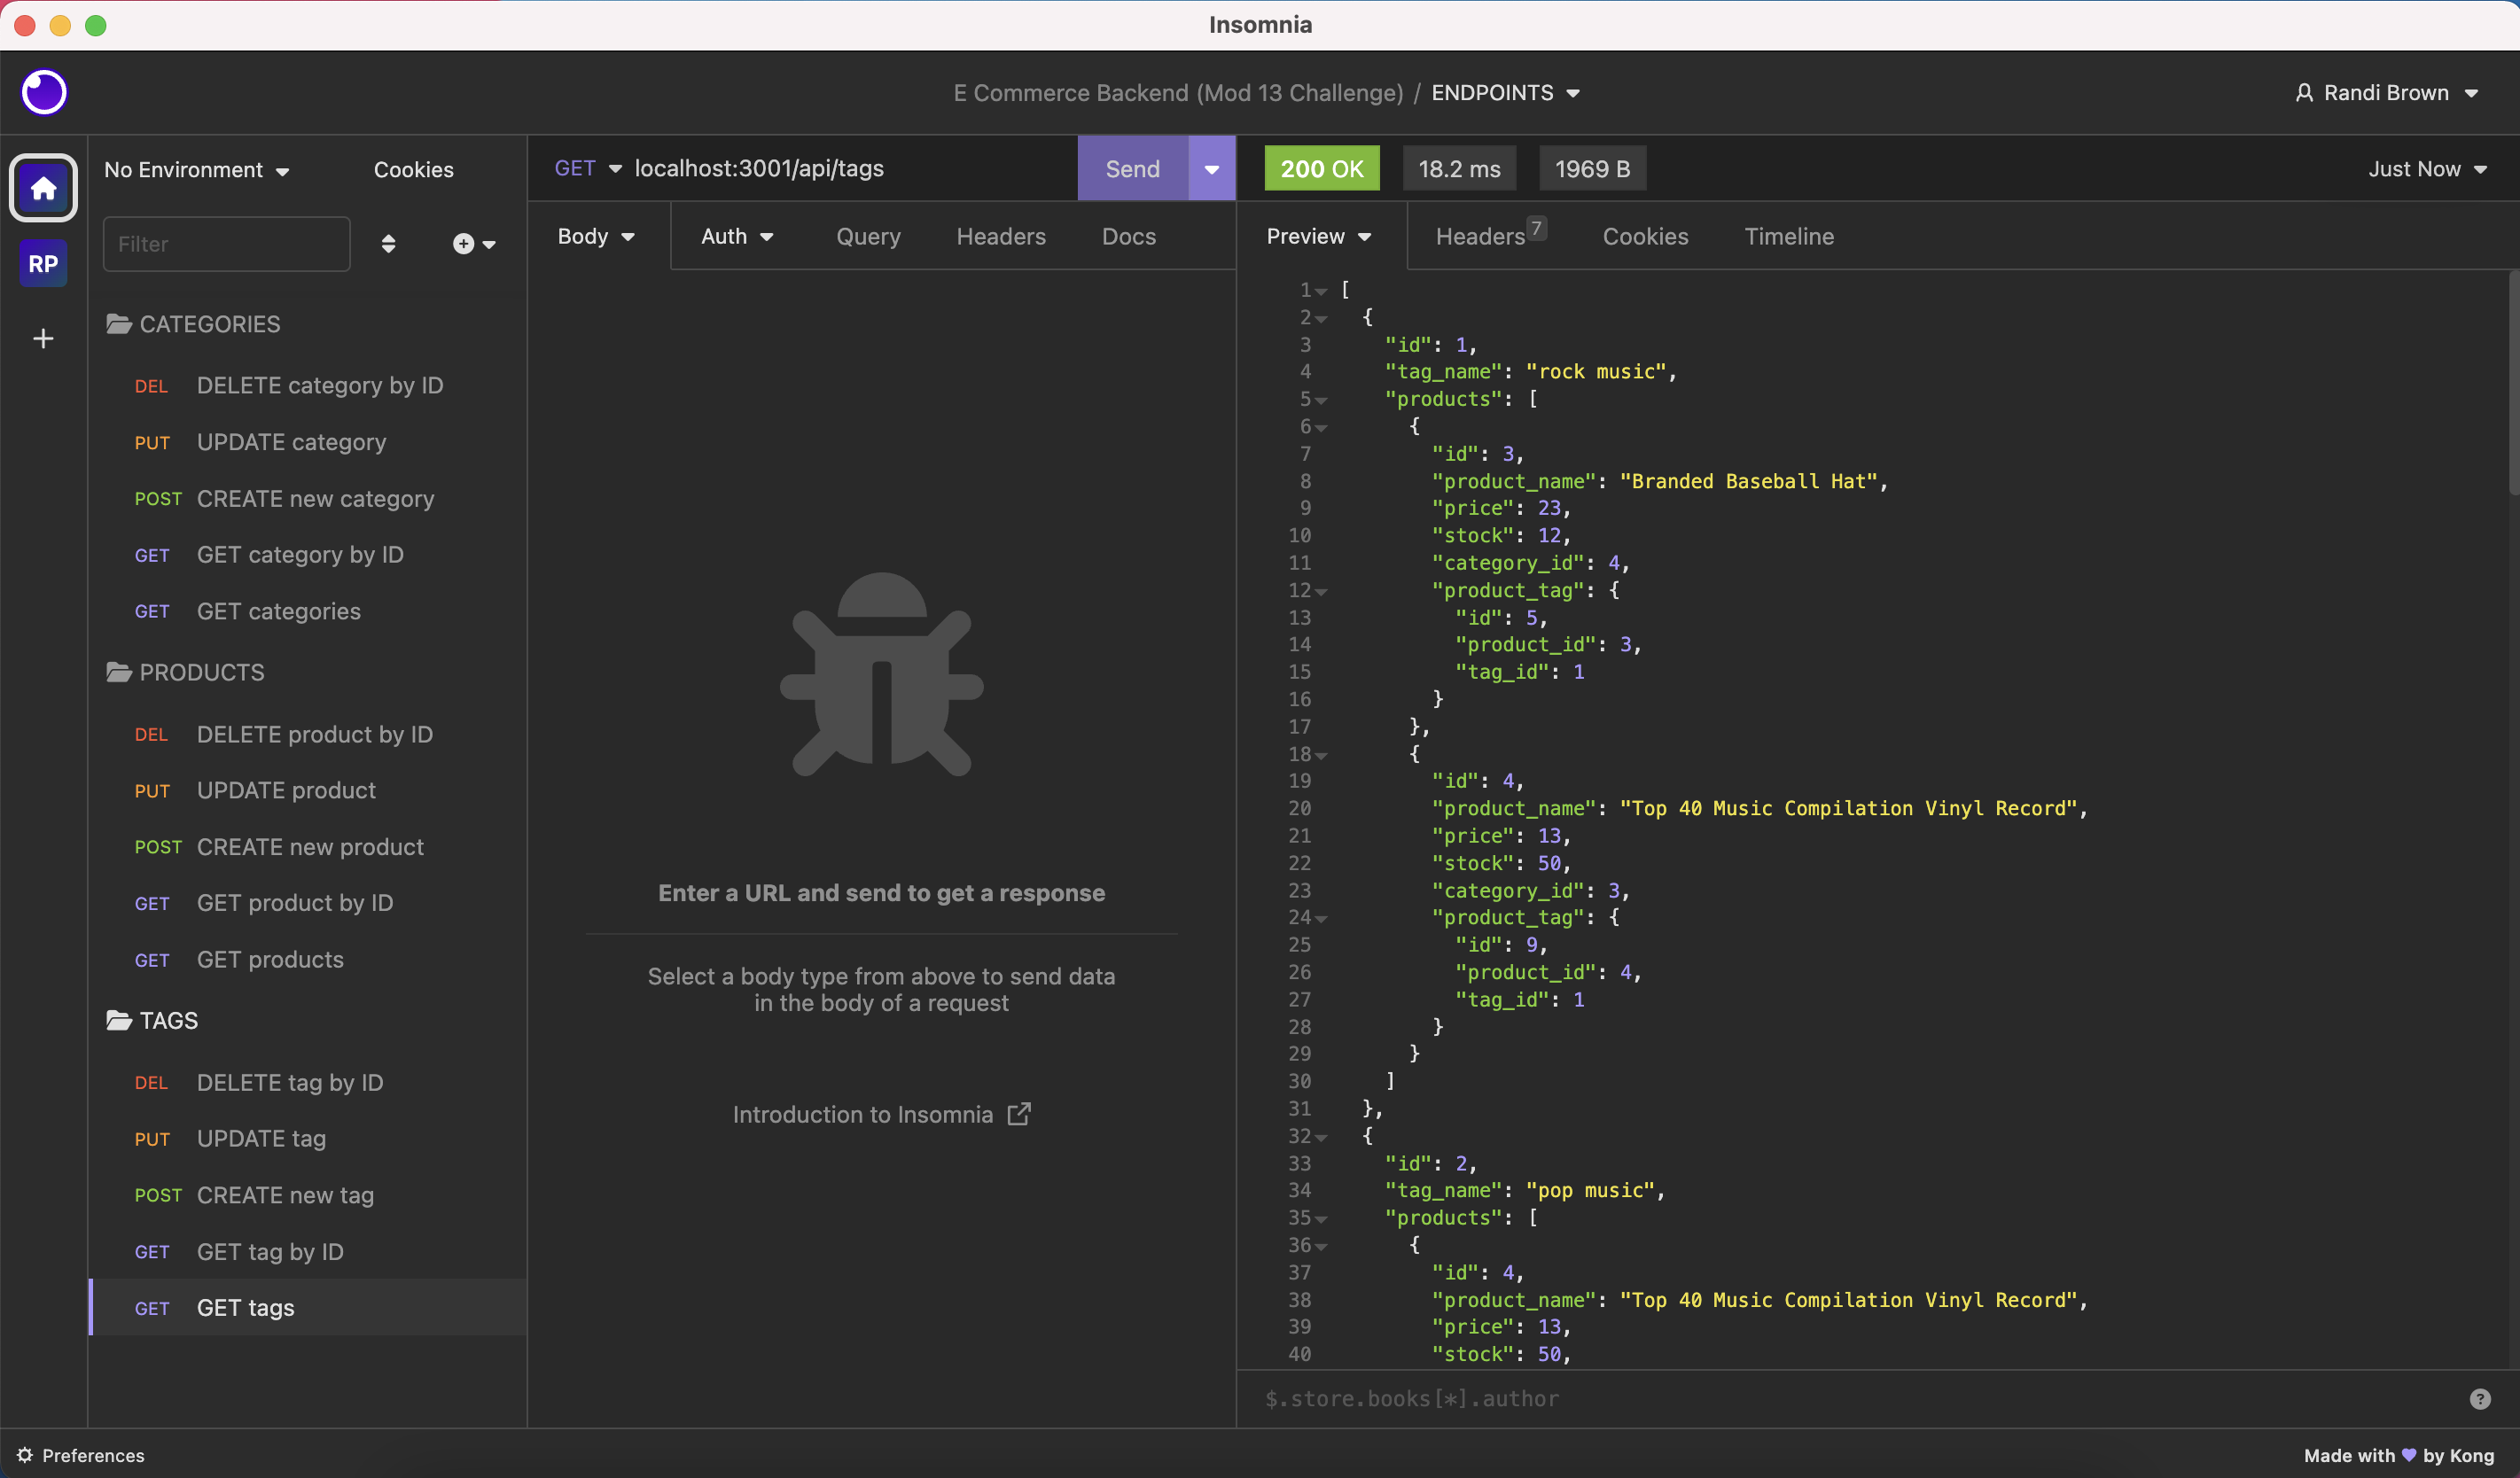 Insomnia
E Commerce Backend (Mod 13 Challenge) / ENDPOINTS
Randi Brown
RP
No Environment
Cookies
Filter
CATEGORIES
DEL DELETE category by ID
PUT UPDATE category
POST CREATE new category
GET GET category by ID
GET GET categories
PRODUCTS
DEL DELETE product by ID
PUT UPDATE product
POST CREATE new product
GET GET product by ID
GET GET products
TAGS
DEL DELETE tag by ID
PUT UPDATE tag
POST CREATE new tag
GET GET tag by ID
GET GET tags
GET localhost:3001/api/tags Send
Body Auth Query Headers Docs
Enter a URL and send to get a response
Select a body type from above to send data
in the body of a request
Introduction to Insomnia
200 OK 18.2 ms 1969 B Just Now
Preview Headers 7 Cookies Timeline
1 [
2 {
3 "id": 1,
4 "tag_name": "rock music",
5 "products": [
6 {
7 "id": 3,
8 "product_name": "Branded Baseball Hat",
9 "price": 23,
10 "stock": 12,
11 "category_id": 4,
12 "product_tag": {
13 "id": 5,
14 "product_id": 3,
15 "tag_id": 1
16 }
17 },
18 {
19 "id": 4,
20 "product_name": "Top 40 Music Compilation Vinyl Record",
21 "price": 13,
22 "stock": 50,
23 "category_id": 3,
24 "product_tag": {
25 "id": 9,
26 "product_id": 4,
27 "tag_id": 1
28 }
29 }
30 ]
31 },
32 {
33 "id": 2,
34 "tag_name": "pop music",
35 "products": [
36 {
37 "id": 4,
38 "product_name": "Top 40 Music Compilation Vinyl Record",
39 "price": 13,
40 "stock": 50,
$.store.books[*].author
Preferences
Made with 💜 by Kong